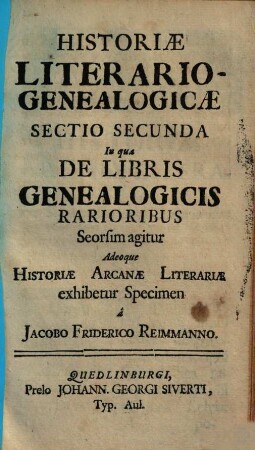 HISTORIÆ
LITERARIO-
GENEALOGICÆ
SECTIO SECUNDA
In qua
DE LIBRIS
GENEALOGICIS
RARIORIBUS
Seorsim agitur
Adeoque
HISTORIÆ ARCANÆ LITERARIÆ
exhibetur Specimen
â
JACOBO FRIDERICO REIMMANNO.
QUEDLINBURGI,
Prelo JOHANN. GEORGI SIVERTI,
Typ. Aul.